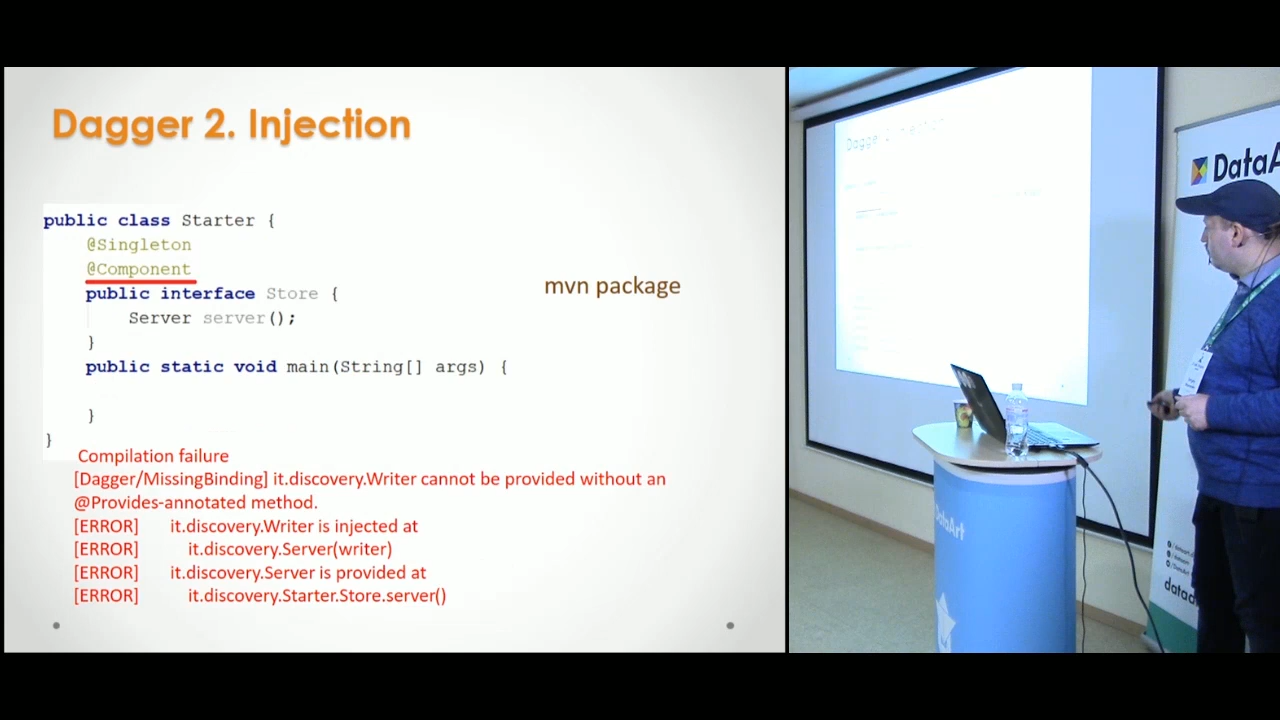 Dagger 2. Injection
public class Starter {
@Singleton
@Component
public interface Store {
Server server();
}
public static void main(String[] args) {
}
}
mvn package
Compilation failure
[Dagger/MissingBinding] it.discovery.Writer cannot be provided without an
@Provides-annotated method.
[ERROR] it.discovery.Writer is injected at
[ERROR] it.discovery.Server(writer)
[ERROR] it.discovery.Server is provided at
[ERROR] it.discovery.Starter.Store.server()
Dagger 2. Injection
DataA
DataArt